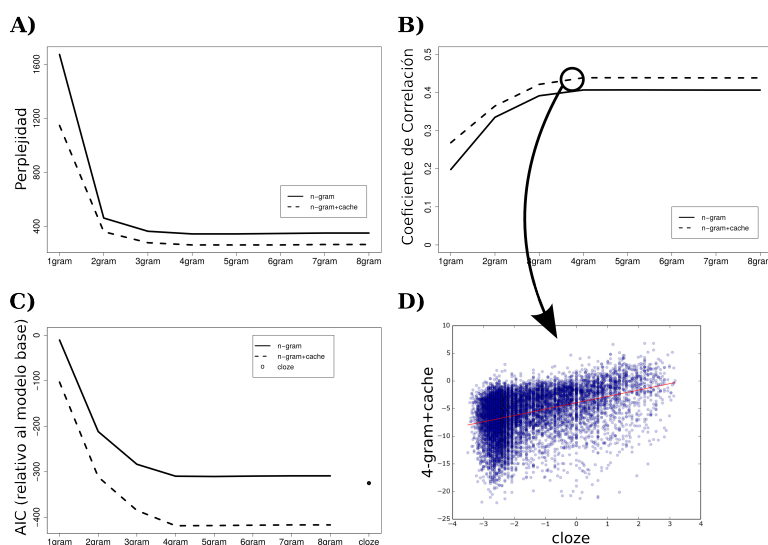 A)
Perplejidad
1600
1200
800
400
n-gram
n-gram+cache
1gram 2gram 3gram 4gram 5gram 6gram 7gram 8gram
B)
Coeficiente de Correlación
0.5
0.4
0.3
0.2
0.1
0
n-gram
n-gram+cache
1gram 2gram 3gram 4gram 5gram 6gram 7gram 8gram
C)
AIC (relativo al modelo base)
0
-100
-200
-300
-400
n-gram
n-gram+cache
cloze
1gram 2gram 3gram 4gram 5gram 6gram 7gram 8gram cloze
D)
4-gram+cache
10
5
0
-5
-10
-15
-20
-25
-4 -3 -2 -1 0 1 2 3 4
cloze